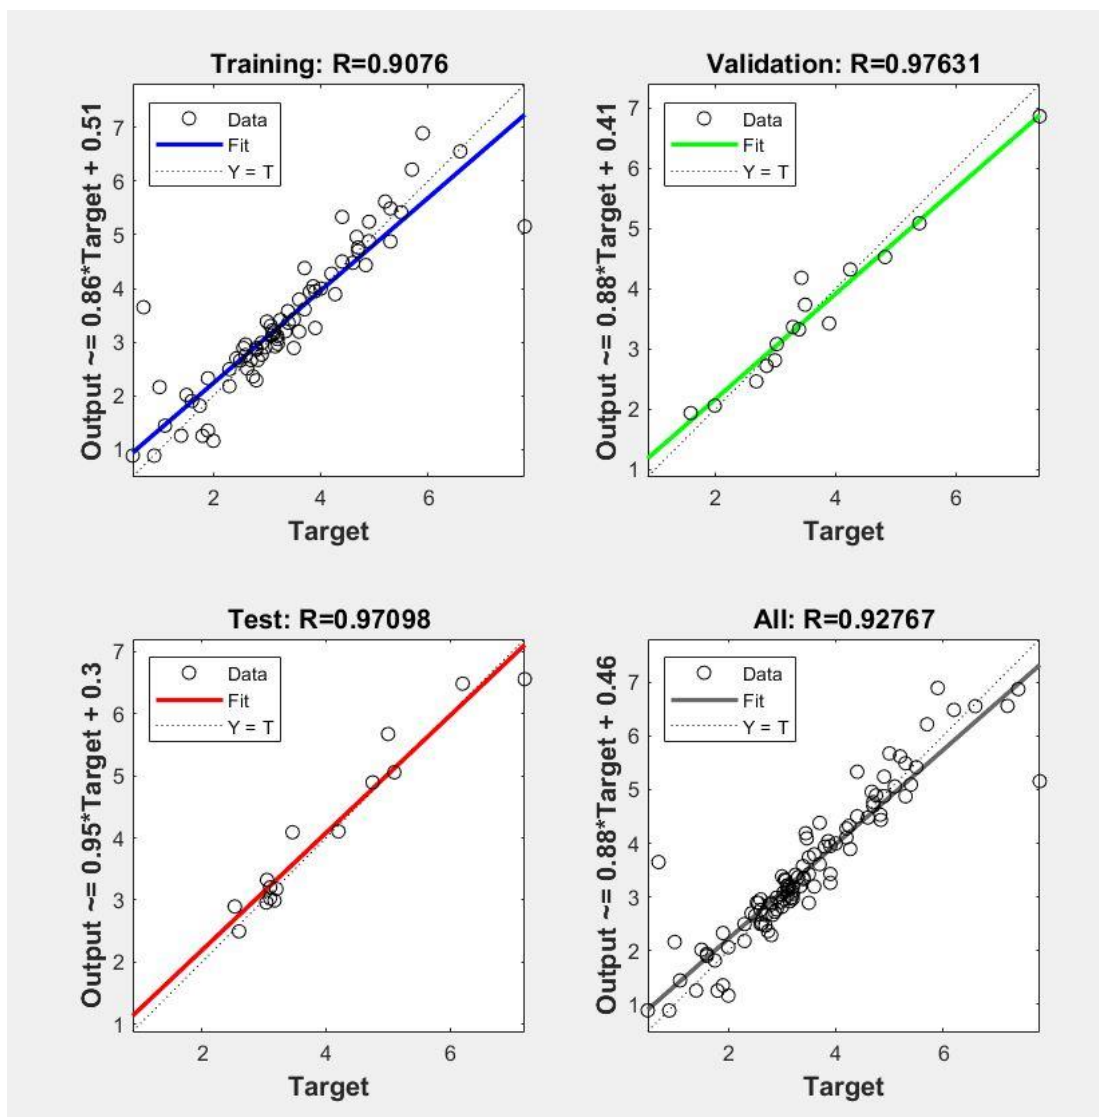 Training: R=0.9076
Output ~= 0.86*Target + 0.51
Data
Fit
Y = T
7
6
5
4
3
2
1
2
4
6
Target
Validation: R=0.97631
Output ~= 0.88*Target + 0.41
Data
Fit
Y = T
7
6
5
4
3
2
1
2
4
6
Target
Test: R=0.97098
Output ~= 0.95*Target + 0.3
Data
Fit
Y = T
7
6
5
4
3
2
1
2
4
6
Target
All: R=0.92767
Output ~= 0.88*Target + 0.46
Data
Fit
Y = T
7
6
5
4
3
2
1
2
4
6
Target